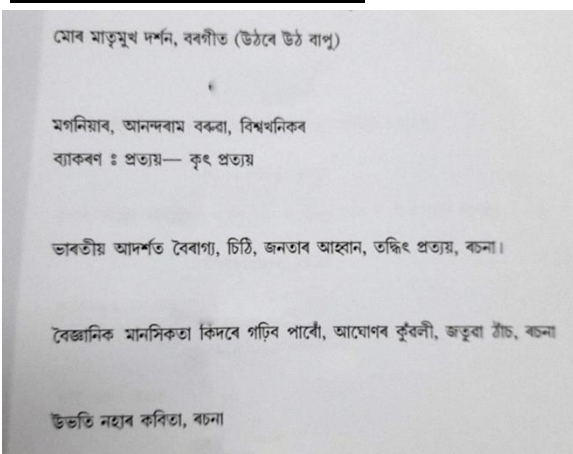 মোৰ মাতৃমুখ দৰ্শন, বৰগীত (উঠৰে উঠ বাপু)
মগনিয়াৰ, আনন্দৰাম বৰুৱা, বিশ্বখনিকৰ
ব্যাকৰণ ঃ প্ৰত্যয়— কৃৎ প্ৰত্যয়
ভাৰতীয় আদৰ্শত বৈৰাগ্য, চিঠি, জনতাৰ আহ্বান, তদ্ধিৎ প্ৰত্যয়, ৰচনা।
বৈজ্ঞানিক মানসিকতা কিদৰে গঢ়িব পাৰোঁ, আঘোণৰ কুঁৱলী, জতুৱা ঠাঁচ, ৰচনা
উভতি নহাৰ কবিতা, ৰচনা